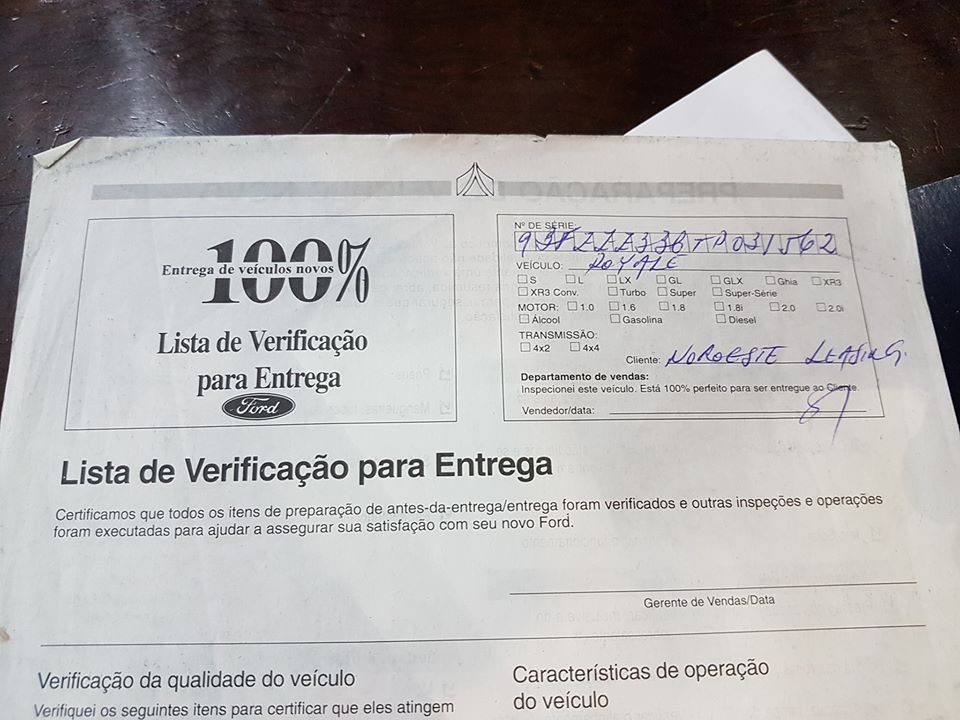 100%
Entrega de veículos novos
Lista de Verificação
para Entrega
Ford
Nº DE SÉRIE:
9BFZZZ33BTP031562
VEÍCULO: ROYALE
S L LX GL GLX Ghia XR3
XR3 Conv. Turbo Super Super-Série
MOTOR: 1.0 1.6 1.8 1.8i 2.0 2.0i
Álcool Gasolina Diesel
TRANSMISSÃO:
4x2 4x4
Cliente: NOROESTE LEASING.
Departamento de vendas:
Inspecionei este veículo. Está 100% perfeito para ser entregue ao Cliente.
Vendedor/data:
Lista de Verificação para Entrega
Certificamos que todos os itens de preparação de antes-da-entrega/entrega foram verificados e outras inspeções e operações
foram executadas para ajudar a assegurar sua satisfação com seu novo Ford.
Gerente de Vendas/Data
Verificação da qualidade do veículo
Verifiquei os seguintes itens para certificar que eles atingem
Características de operação
do veículo